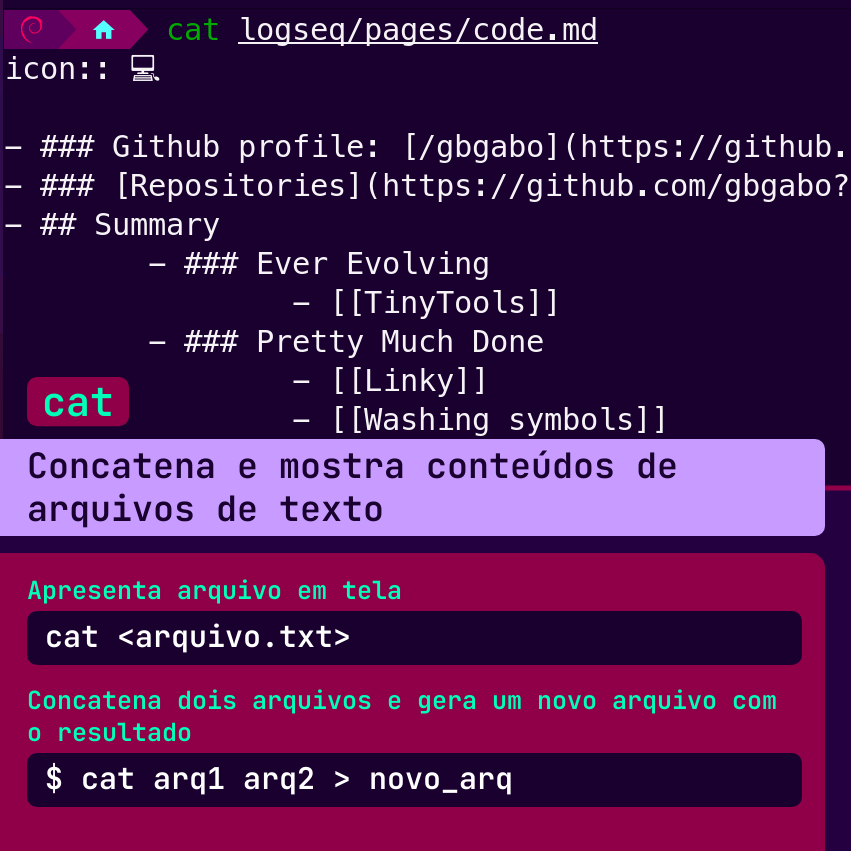 cat logseq/pages/code.md
icon:: 💻
- ### Github profile: [/gbgabo](https://github.
- ### [Repositories](https://github.com/gbgabo?
- ## Summary
- ### Ever Evolving
- [[TinyTools]]
- ### Pretty Much Done
- [[Linky]]
- [[Washing symbols]]
cat
Concatena e mostra conteúdos de
arquivos de texto
Apresenta arquivo em tela
cat <arquivo.txt>
Concatena dois arquivos e gera um novo arquivo com
o resultado
$ cat arq1 arq2 > novo_arq